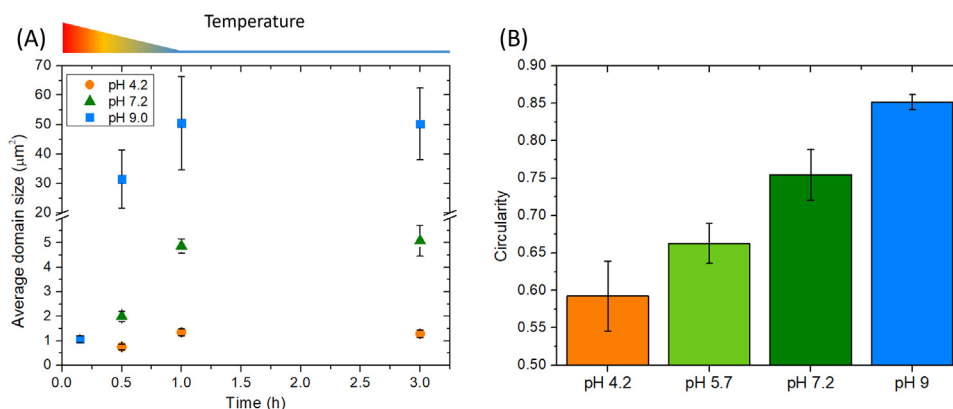 Temperature
(A)
(B)
70
60
50
40
30
20
5
4
3
2
1
0
Average domain size (μm²)
pH 4.2
pH 7.2
pH 9.0
0.0 0.5 1.0 1.5 2.0 2.5 3.0
Time (h)
0.90
0.85
0.80
0.75
0.70
0.65
0.60
0.55
0.50
Circularity
pH 4.2 pH 5.7 pH 7.2 pH 9